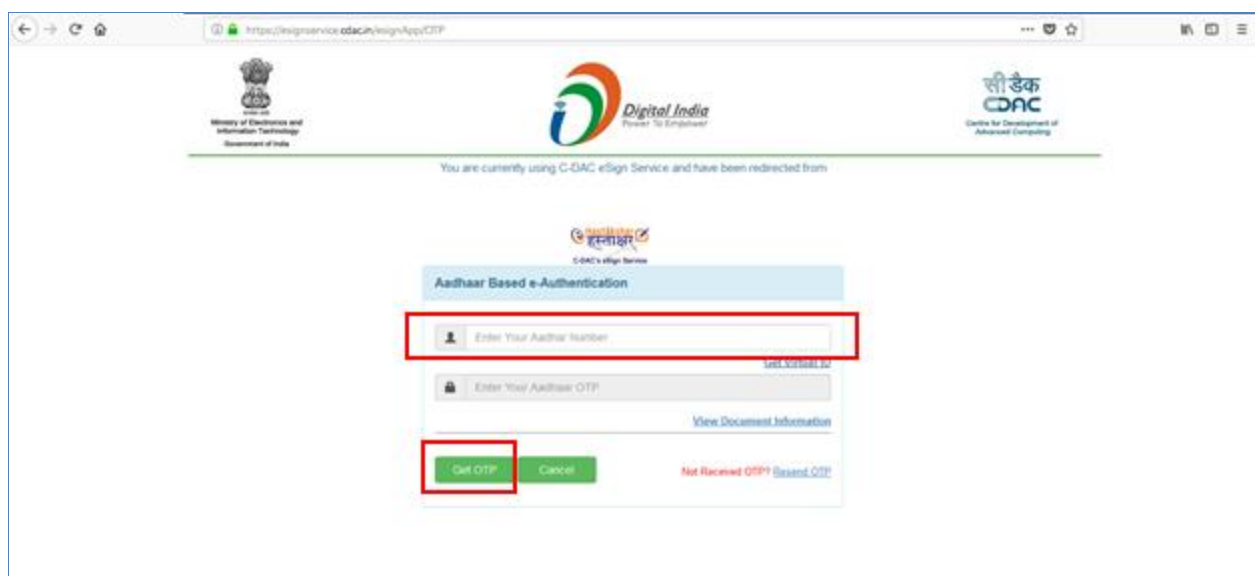 https://esignservice.cdac.in/esignApp/OTP
Ministry of Electronics and
Information Technology
Government of India
Digital India
Power To Empower
सी डैक
CDAC
Centre for Development of
Advanced Computing
You are currently using C-DAC eSign Service and have been redirected from
हस्ताक्षर
C-DAC's eSign Service
Aadhaar Based e-Authentication
Enter Your Aadhar Number
Get Virtual ID
Enter Your Aadhaar OTP
View Document Information
Get OTP
Cancel
Not Received OTP? Resend OTP